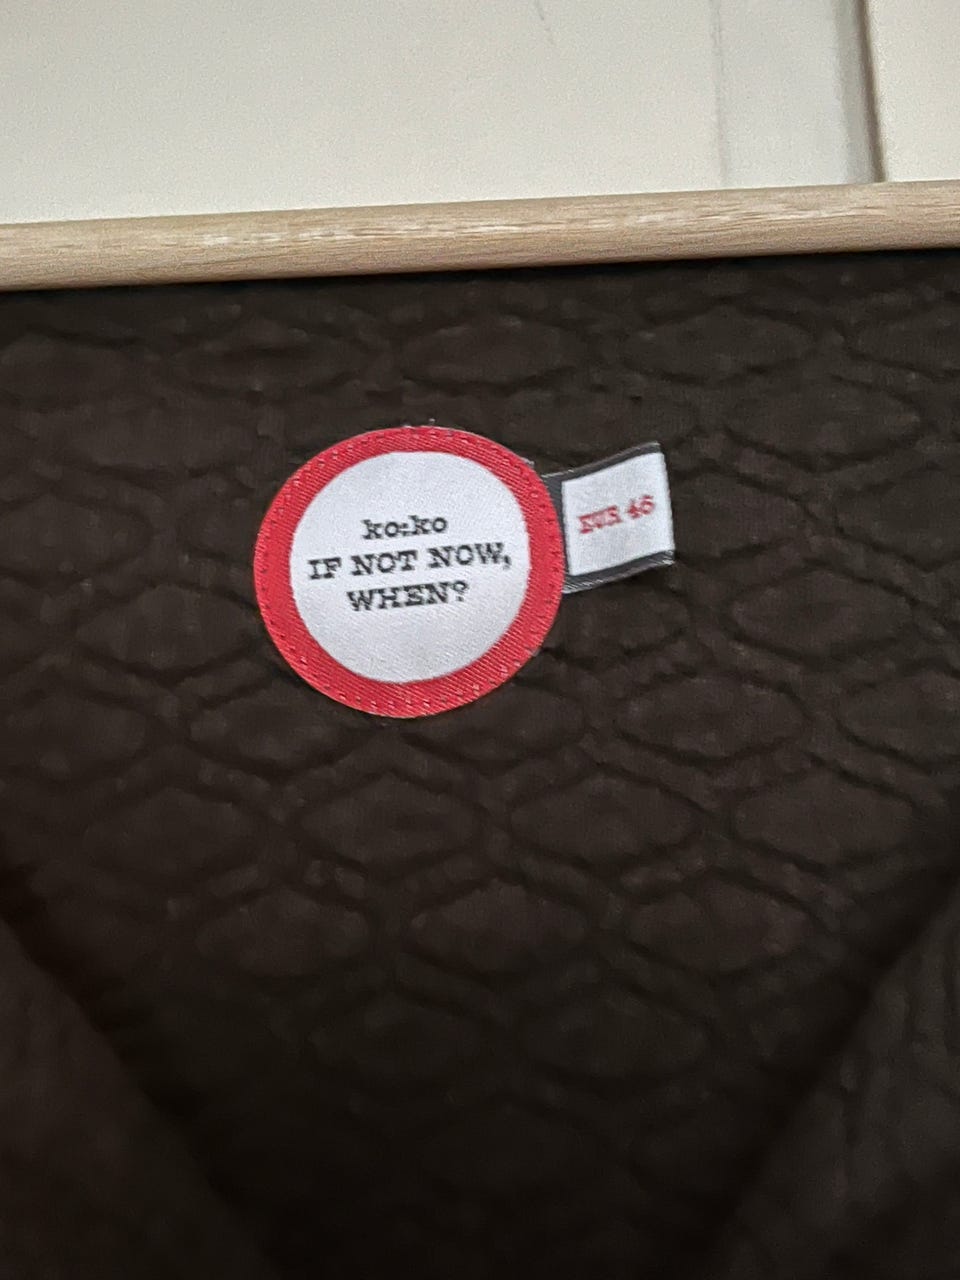 ko:ko
IF NOT NOW,
WHEN?
EUR 46